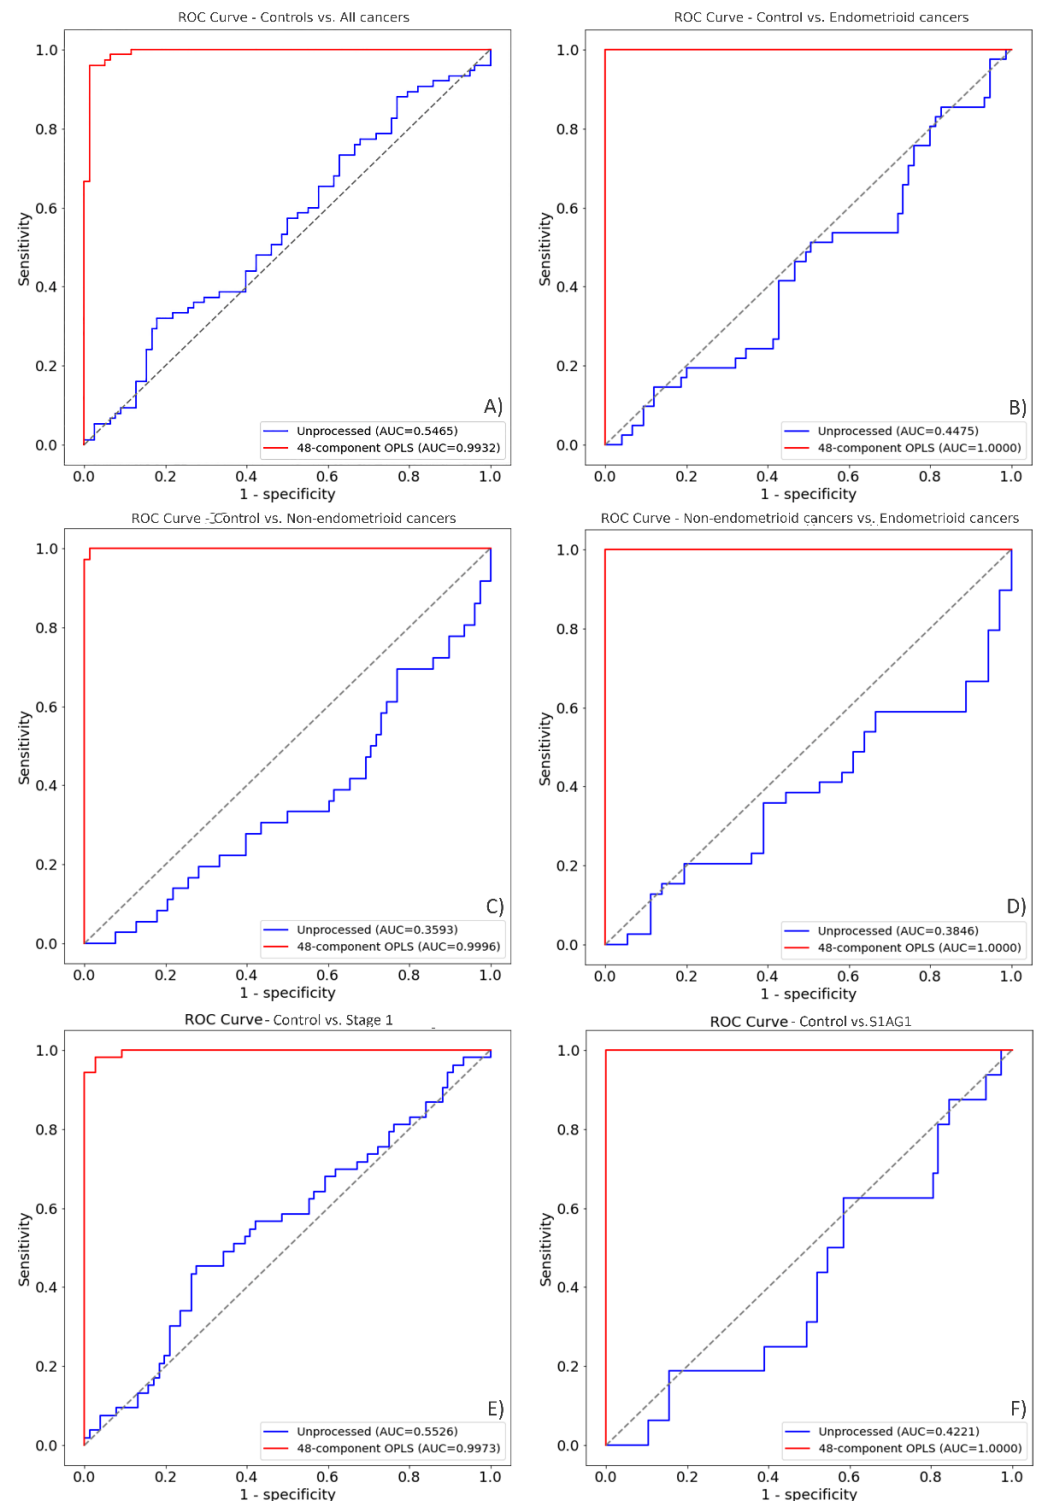 ROC Curve - Controls vs. All cancers
1.0
0.8
0.6
0.4
0.2
0.0
Sensitivity
A)
Unprocessed (AUC=0.5465)
48-component OPLS (AUC=0.9932)
0.0 0.2 0.4 0.6 0.8 1.0
1 - specificity
ROC Curve - Control vs. Endometrioid cancers
1.0
0.8
0.6
0.4
0.2
0.0
Sensitivity
B)
Unprocessed (AUC=0.4475)
48-component OPLS (AUC=1.0000)
0.0 0.2 0.4 0.6 0.8 1.0
1 - specificity
ROC Curve - Control vs. Non-endometrioid cancers
1.0
0.8
0.6
0.4
0.2
0.0
Sensitivity
C)
Unprocessed (AUC=0.3593)
48-component OPLS (AUC=0.9996)
0.0 0.2 0.4 0.6 0.8 1.0
1 - specificity
ROC Curve - Non-endometrioid cancers vs. Endometrioid cancers
1.0
0.8
0.6
0.4
0.2
0.0
Sensitivity
D)
Unprocessed (AUC=0.3846)
48-component OPLS (AUC=1.0000)
0.0 0.2 0.4 0.6 0.8 1.0
1 - specificity
ROC Curve - Control vs. Stage 1
1.0
0.8
0.6
0.4
0.2
0.0
Sensitivity
E)
Unprocessed (AUC=0.5526)
48-component OPLS (AUC=0.9973)
0.0 0.2 0.4 0.6 0.8 1.0
1 - specificity
ROC Curve - Control vs.S1AG1
1.0
0.8
0.6
0.4
0.2
0.0
Sensitivity
F)
Unprocessed (AUC=0.4221)
48-component OPLS (AUC=1.0000)
0.0 0.2 0.4 0.6 0.8 1.0
1 - specificity